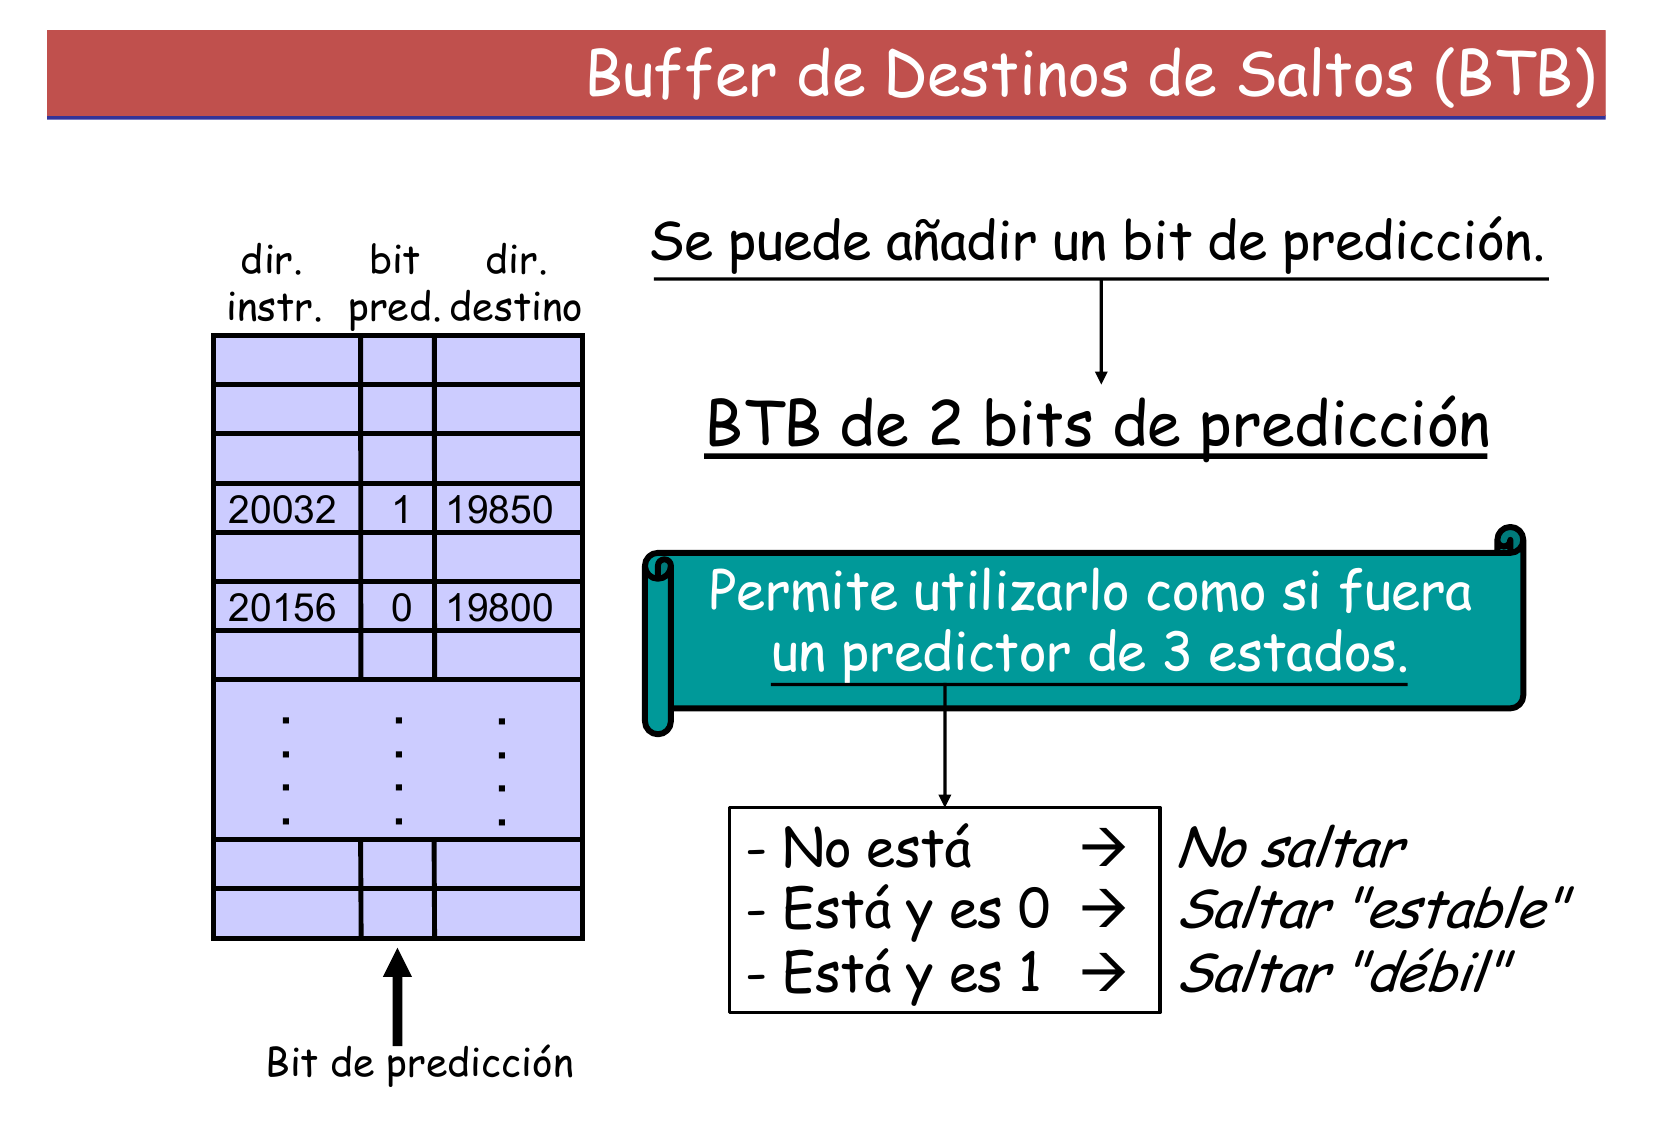 Buffer de Destinos de Saltos (BTB)
dir. bit dir.
instr. pred. destino
20032 1 19850
20156 0 19800
. . .
. . .
. . .
. . .
Bit de predicción
Se puede añadir un bit de predicción.
BTB de 2 bits de predicción
Permite utilizarlo como si fuera
un predictor de 3 estados.
- No está → No saltar
- Está y es 0 → Saltar "estable"
- Está y es 1 → Saltar "débil"